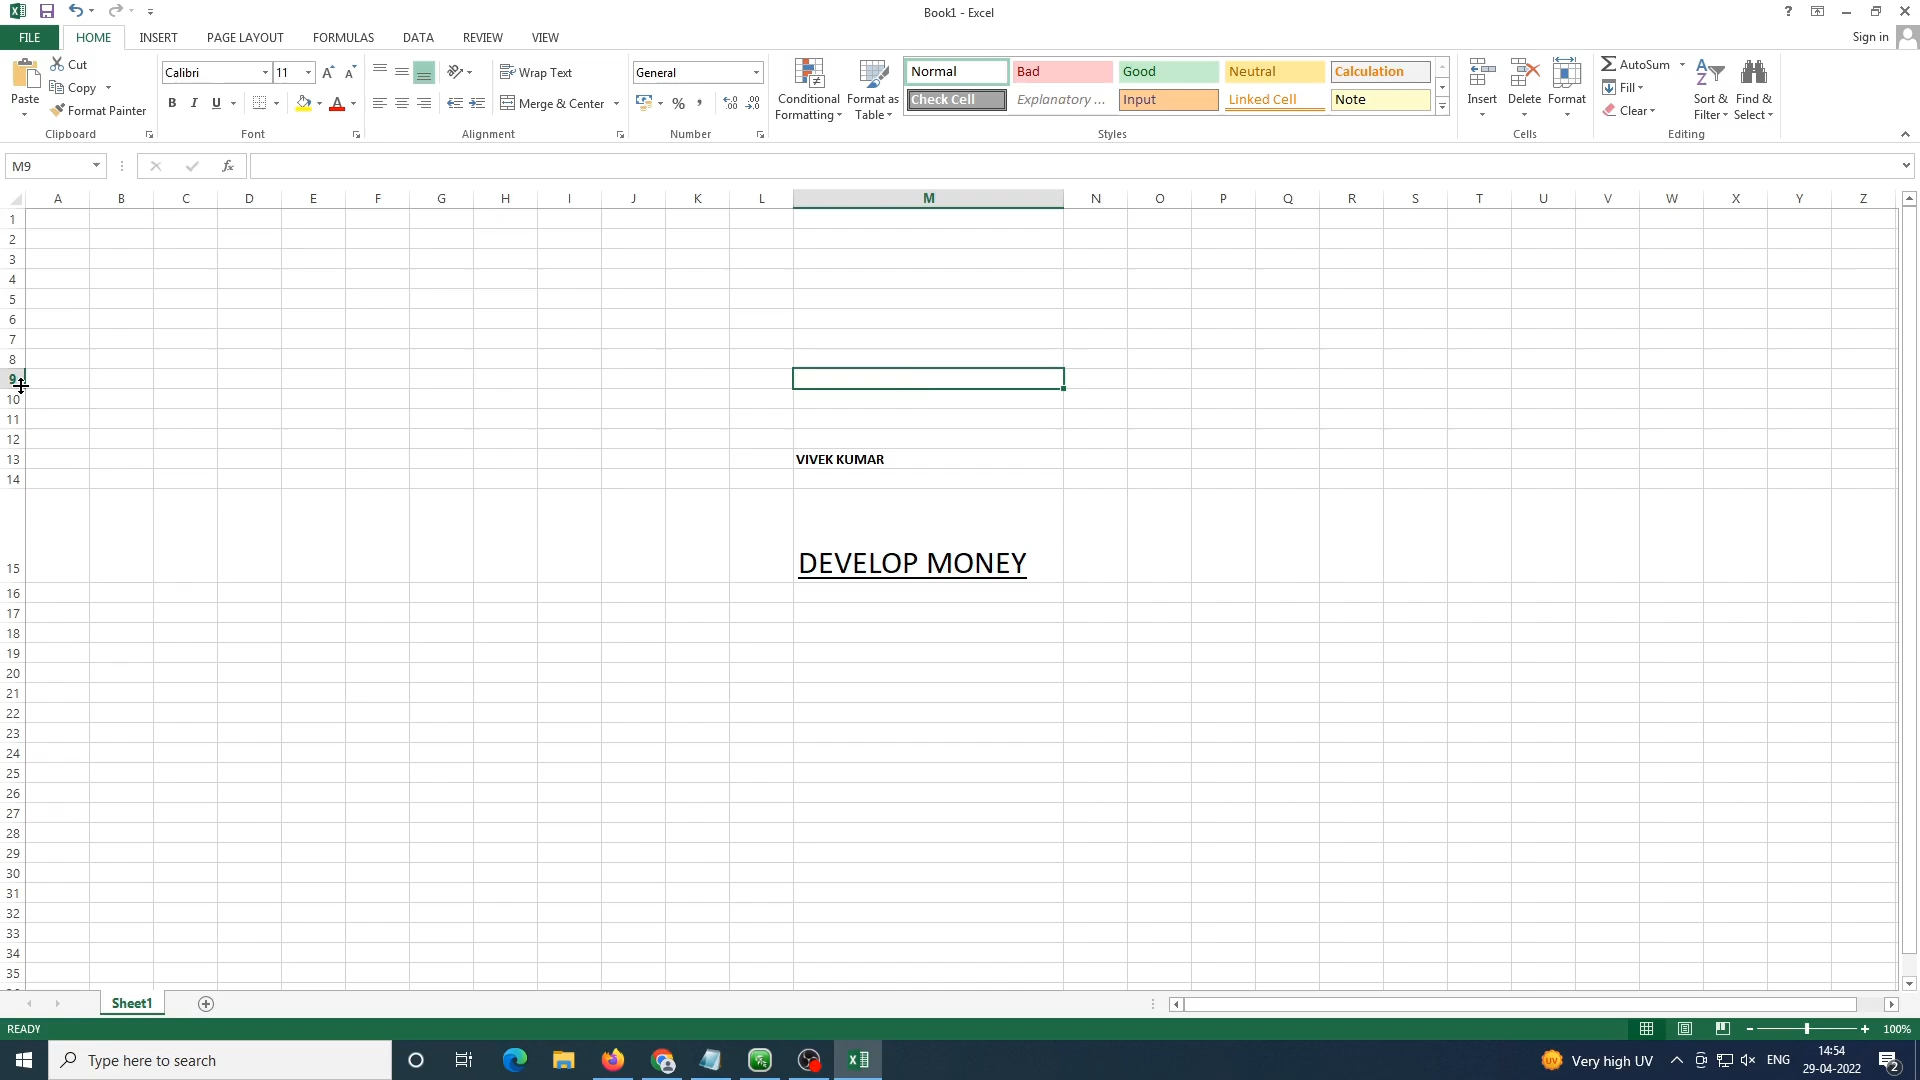 Book1 - Excel
FILE HOME INSERT PAGE LAYOUT FORMULAS DATA REVIEW VIEW
Sign in
Paste
Cut
Copy
Format Painter
Clipboard
Calibri 11
B I U
Font
Wrap Text
Merge & Center
Alignment
General
%
Number
Conditional Formatting
Format as Table
Normal Bad Good Neutral Calculation
Check Cell Explanatory ... Input Linked Cell Note
Styles
Insert Delete Format
Cells
AutoSum
Fill
Clear
Sort & Filter
Find & Select
Editing
M9
fx
A B C D E F G H I J K L M N O P Q R S T U V W X Y Z
1
2
3
4
5
6
7
8
9
10
11
12
13 VIVEK KUMAR
14
15 DEVELOP MONEY
16
17
18
19
20
21
22
23
24
25
26
27
28
29
30
31
32
33
34
35
Sheet1
READY
100%
Type here to search
Very high UV
ENG
14:54
29-04-2022
2